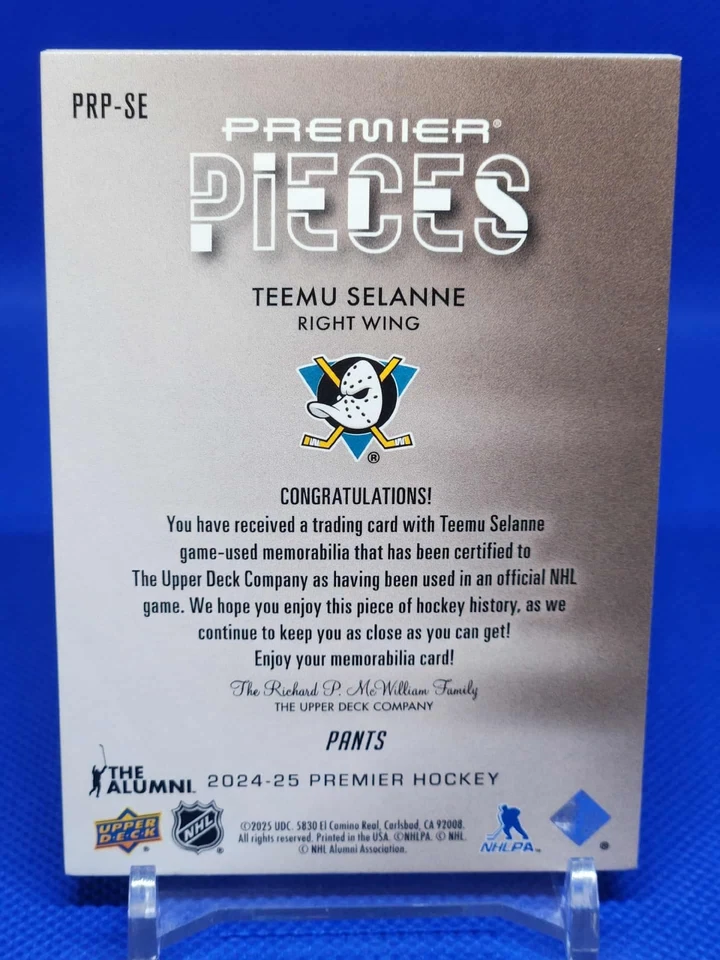 PRP-SE
PREMIER®
PIECES
TEEMU SELANNE
RIGHT WING
®
CONGRATULATIONS!
You have received a trading card with Teemu Selanne
game-used memorabilia that has been certified to
The Upper Deck Company as having been used in an official NHL
game. We hope you enjoy this piece of hockey history, as we
continue to keep you as close as you can get!
Enjoy your memorabilia card!
The Richard P. McWilliam Family
THE UPPER DECK COMPANY
PANTS
THE
ALUMNI™
2024-25 PREMIER HOCKEY
UPPER
D·E·C·K ®
NHL ®
©2025 UDC. 5830 El Camino Real, Carlsbad, CA 92008.
All rights reserved. Printed in the USA. ©NHLPA. © NHL.
© NHL Alumni Association.
NHLPA™
®